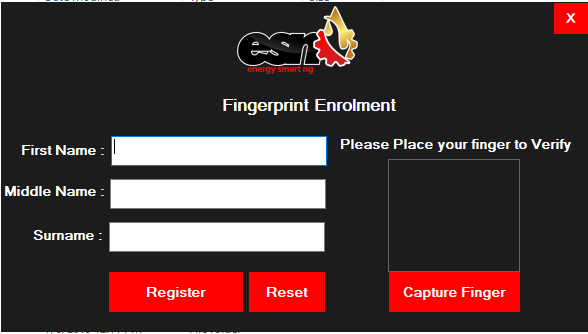 X
esn
energy smart ng
Fingerprint Enrolment
First Name :
Please Place your finger to Verify
Middle Name :
Surname :
Register
Reset
Capture Finger